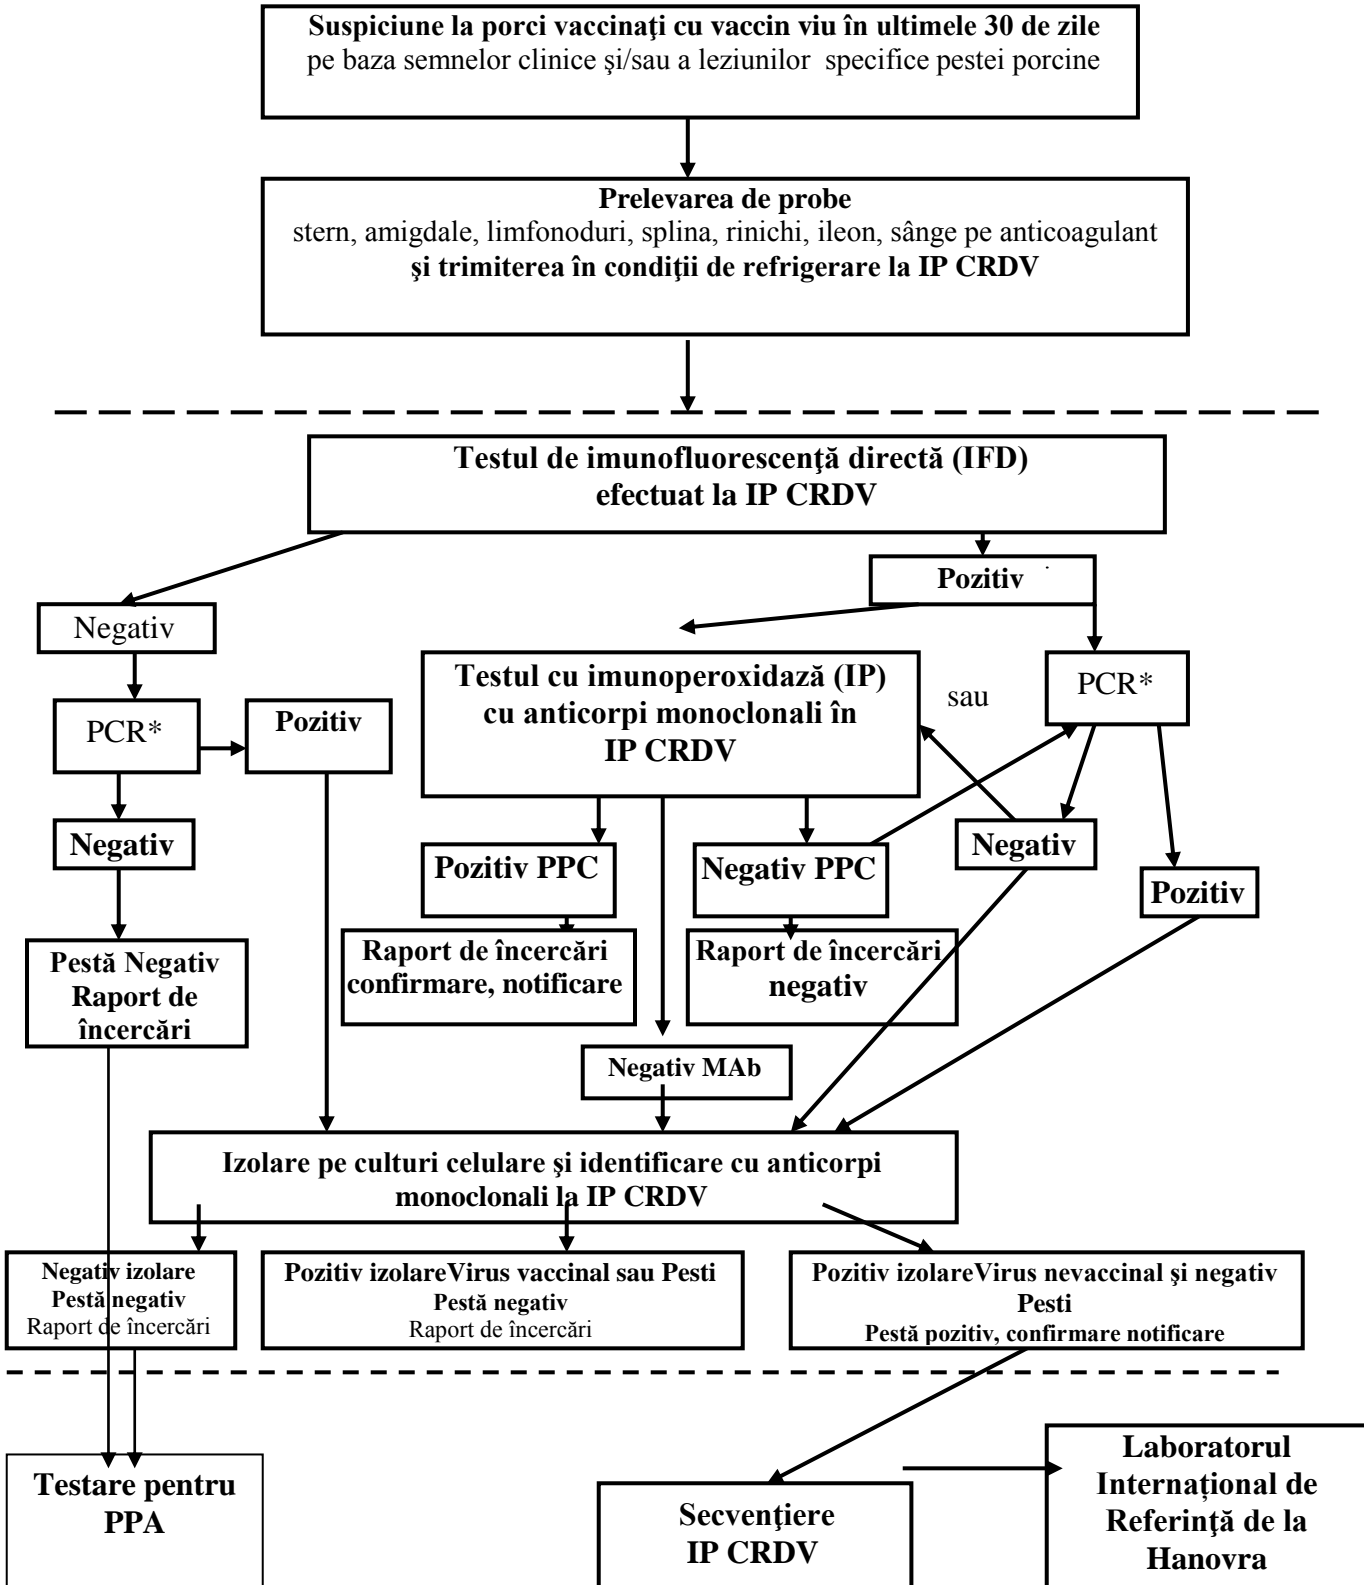 Suspiciune la porci vaccinaţi cu vaccin viu în ultimele 30 de zile
pe baza semnelor clinice şi/sau a leziunilor specifice pestei porcine
Prelevarea de probe
stern, amigdale, limfonoduri, splina, rinichi, ileon, sânge pe anticoagulant
şi trimiterea în condiţii de refrigerare la IP CRDV
Testul de imunofluorescenţă directă (IFD)
efectuat la IP CRDV
Pozitiv
Negativ
Testul cu imunoperoxidază (IP)
cu anticorpi monoclonali în
IP CRDV
sau
PCR*
PCR*
Pozitiv
Negativ
Pozitiv PPC
Negativ PPC
Negativ
Pozitiv
Pestă Negativ
Raport de
încercări
Raport de încercări
confirmare, notificare
Raport de încercări
negativ
Negativ MAb
Izolare pe culturi celulare şi identificare cu anticorpi
monoclonali la IP CRDV
Negativ izolare
Pestă negativ
Raport de încercări
Pozitiv izolareVirus vaccinal sau Pesti
Pestă negativ
Raport de încercări
Pozitiv izolareVirus nevaccinal şi negativ
Pesti
Pestă pozitiv, confirmare notificare
Testare pentru
PPA
Secvenţiere
IP CRDV
Laboratorul
Internațional de
Referinţă de la
Hanovra